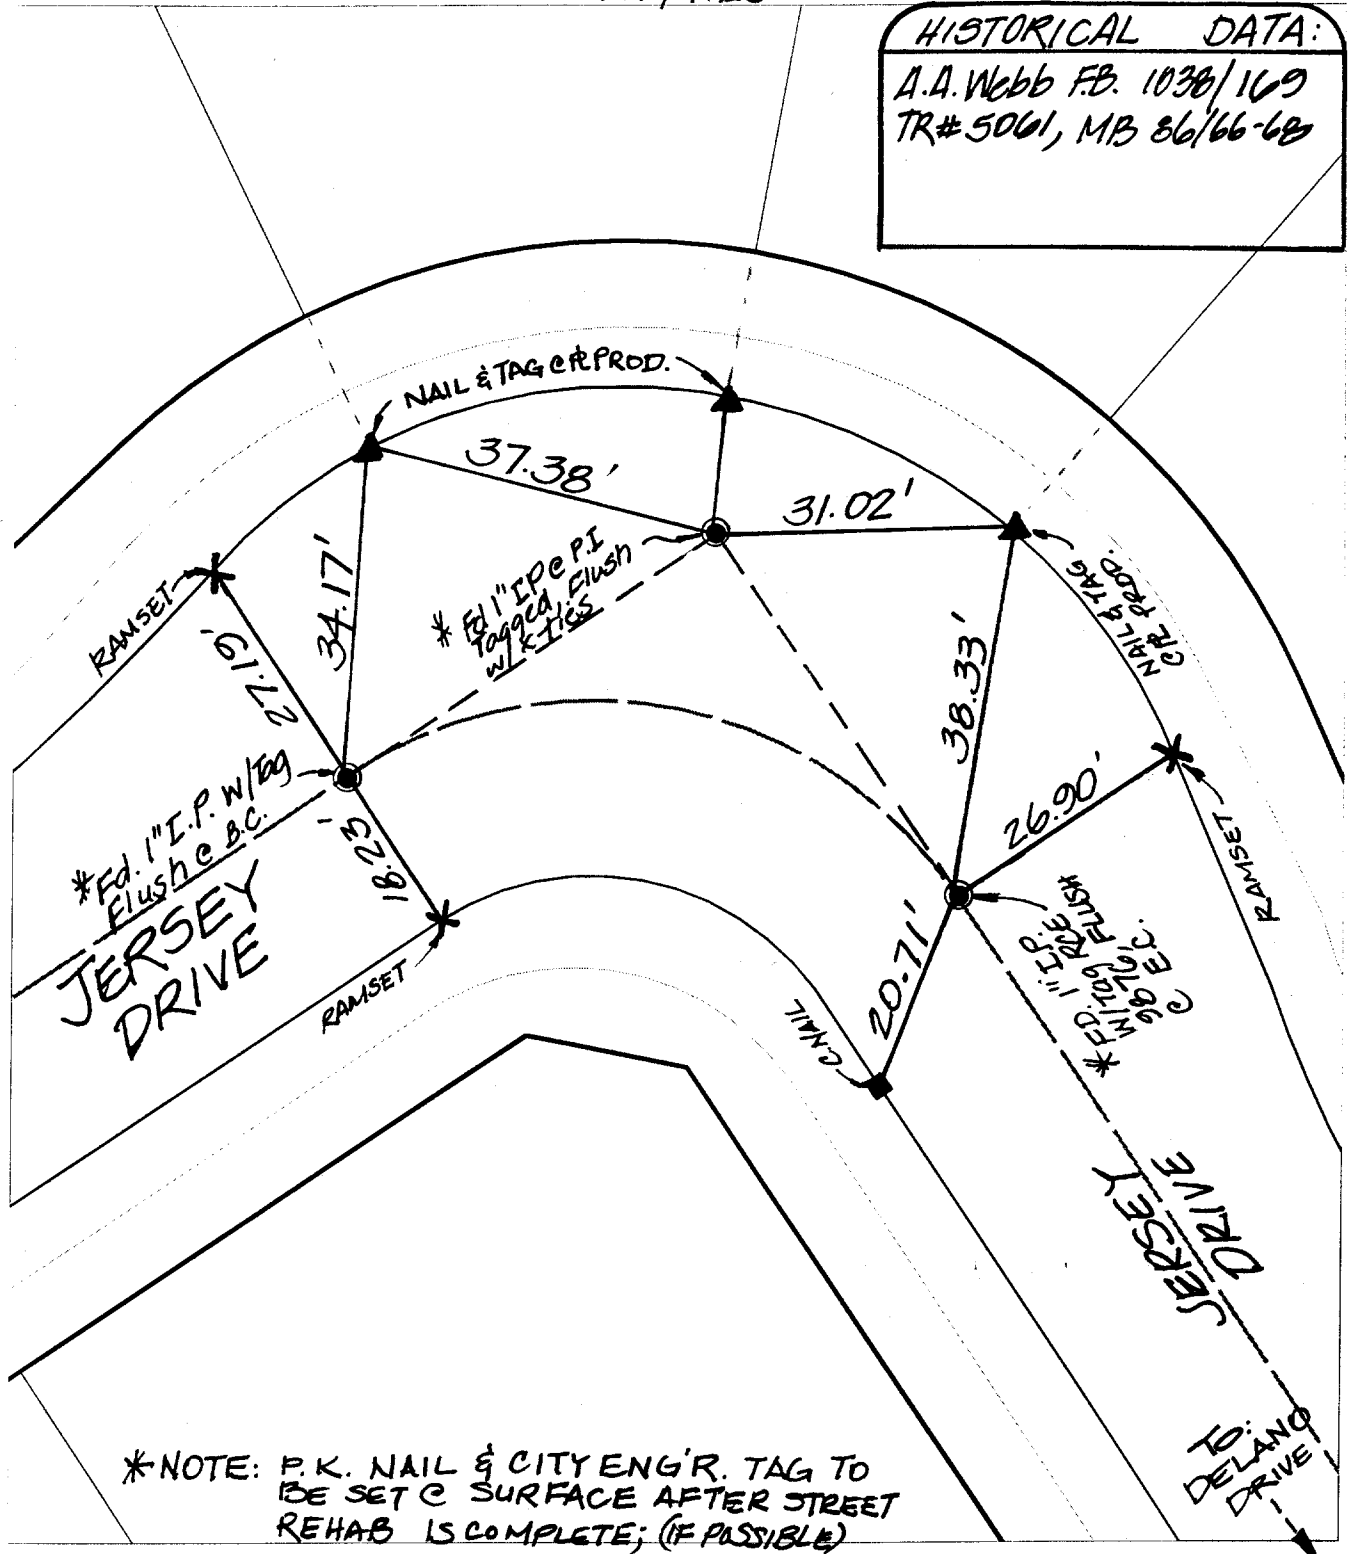 HISTORICAL DATA:
A.A. Webb F.B. 1038/169
TR# 5061, MB 86/66-68
NAIL & TAG @ P/L PROD.
37.38'
31.02'
34.17'
* Fd 1" I.P @ P.I
Tagged, Flush
w/ x ties
NAIL & TAG
@ P/L PROD.
RAMSET
27.19'
38.33'
26.90'
RAMSET
* Fd. 1" I.P. w/Tag
Flush @ B.C.
18.23'
JERSEY
DRIVE
RAMSET
* FD. 1" I.P.
W/Tag RCE
9876, FLUSH
@ E.C.
20.71'
C.NAIL
JERSEY
DRIVE
TO:
DELANO
DRIVE
* NOTE: P.K. NAIL & CITY ENG'R. TAG TO
BE SET @ SURFACE AFTER STREET
REHAB IS COMPLETE; (IF POSSIBLE)